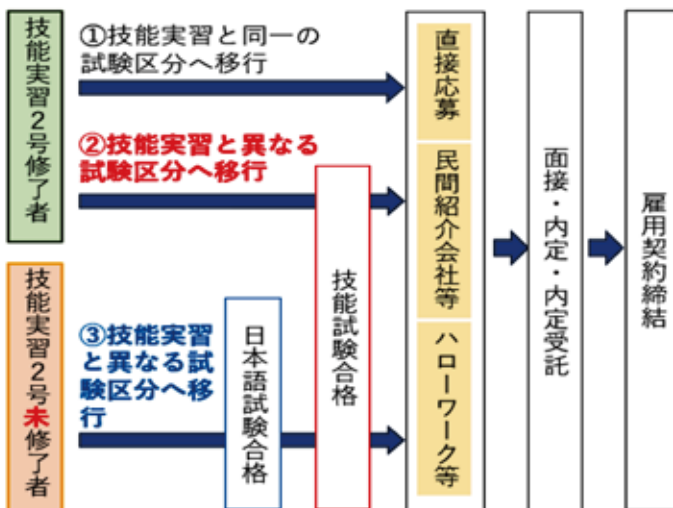 技能実習2号修了者
①技能実習と同一の
試験区分へ移行
②技能実習と異なる
試験区分へ移行
技能実習2号未修了者
③技能実習
と異なる試
験区分へ移
行
日本語試験合格
技能試験合格
直接応募
民間紹介会社等
ハローワーク等
面接・内定・内定受託
雇用契約締結